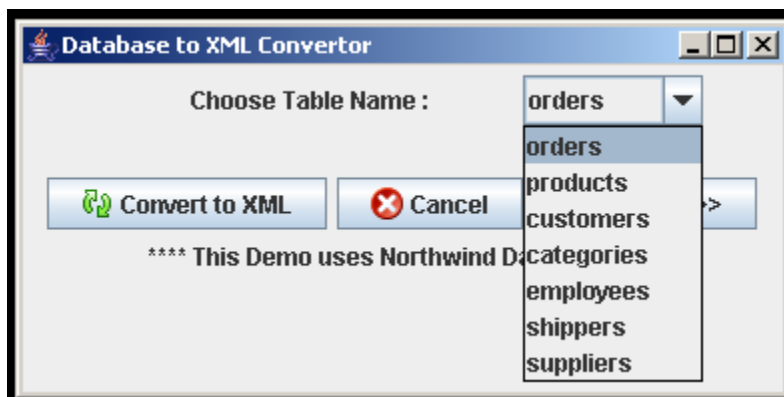 Database to XML Convertor
Choose Table Name :
orders
orders
products
Convert to XML
Cancel
>
customers
**** This Demo uses Northwind
categories
employees
shippers
suppliers